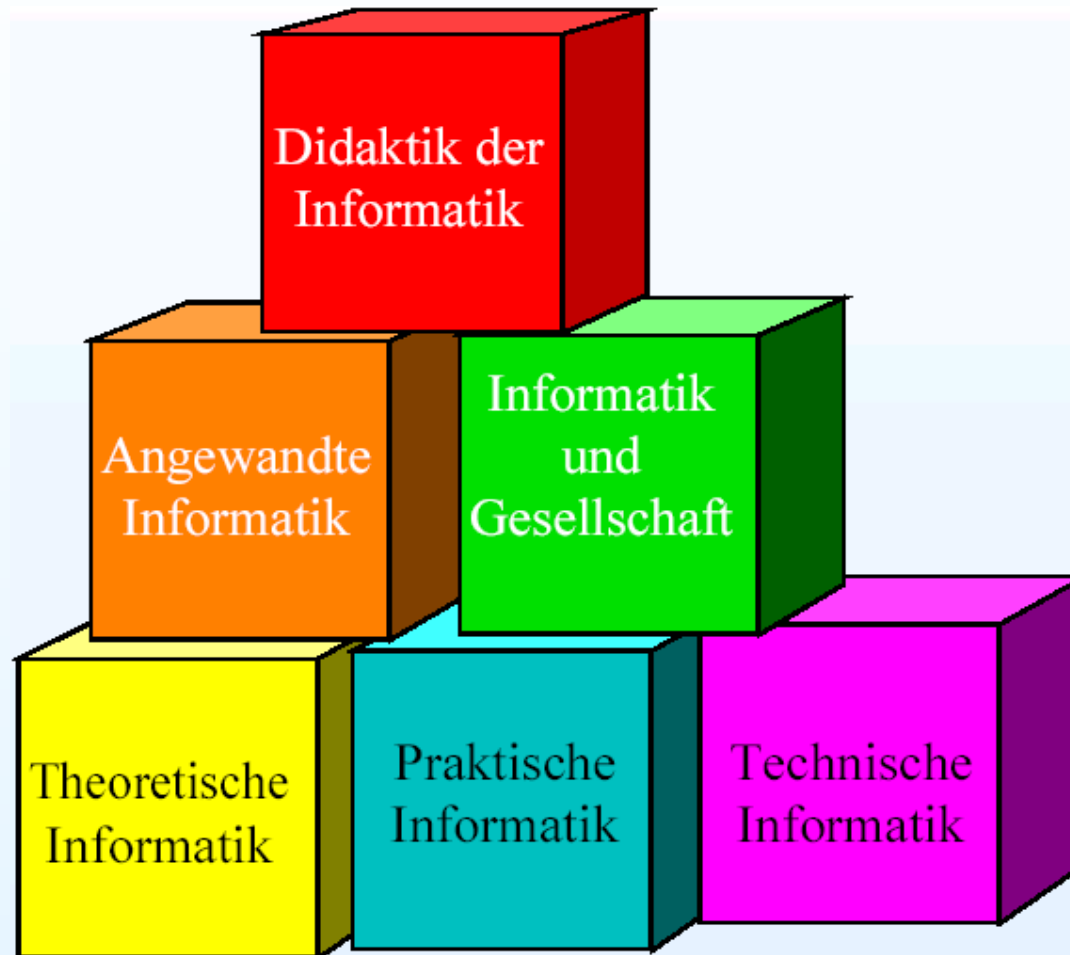 Didaktik der
Informatik
Angewandte
Informatik
Informatik
und
Gesellschaft
Theoretische
Informatik
Praktische
Informatik
Technische
Informatik